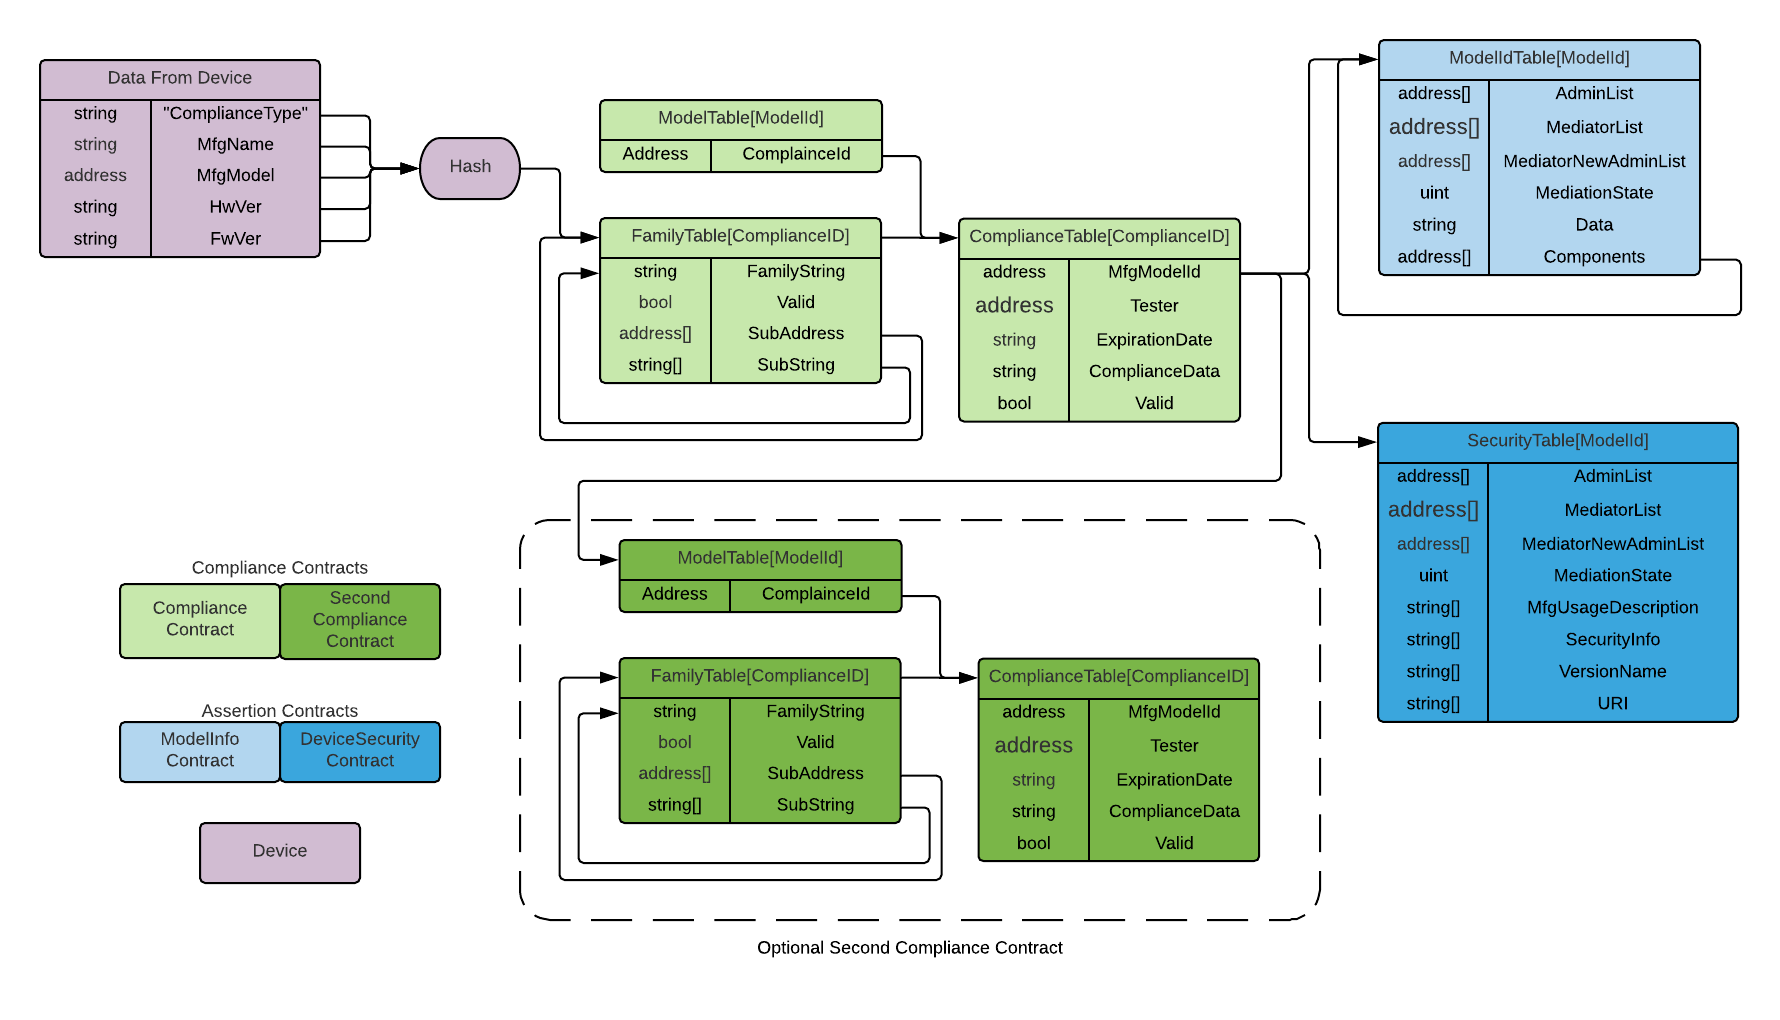 Data From Device
string "ComplianceType"
string MfgName
address MfgModel
string HwVer
string FwVer
Hash
ModelTable[ModelId]
Address ComplainceId
FamilyTable[ComplianceID]
string FamilyString
bool Valid
address[] SubAddress
string[] SubString
ComplianceTable[ComplianceID]
address MfgModelId
address Tester
string ExpirationDate
string ComplianceData
bool Valid
ModelIdTable[ModelId]
address[] AdminList
address[] MediatorList
address[] MediatorNewAdminList
uint MediationState
string Data
address[] Components
SecurityTable[ModelId]
address[] AdminList
address[] MediatorList
address[] MediatorNewAdminList
uint MediationState
string[] MfgUsageDescription
string[] SecurityInfo
string[] VersionName
string[] URI
Compliance Contracts
Compliance
Contract
Second
Compliance
Contract
Assertion Contracts
ModelInfo
Contract
DeviceSecurity
Contract
Device
ModelTable[ModelId]
Address ComplainceId
FamilyTable[ComplianceID]
string FamilyString
bool Valid
address[] SubAddress
string[] SubString
ComplianceTable[ComplianceID]
address MfgModelId
address Tester
string ExpirationDate
string ComplianceData
bool Valid
Optional Second Compliance Contract